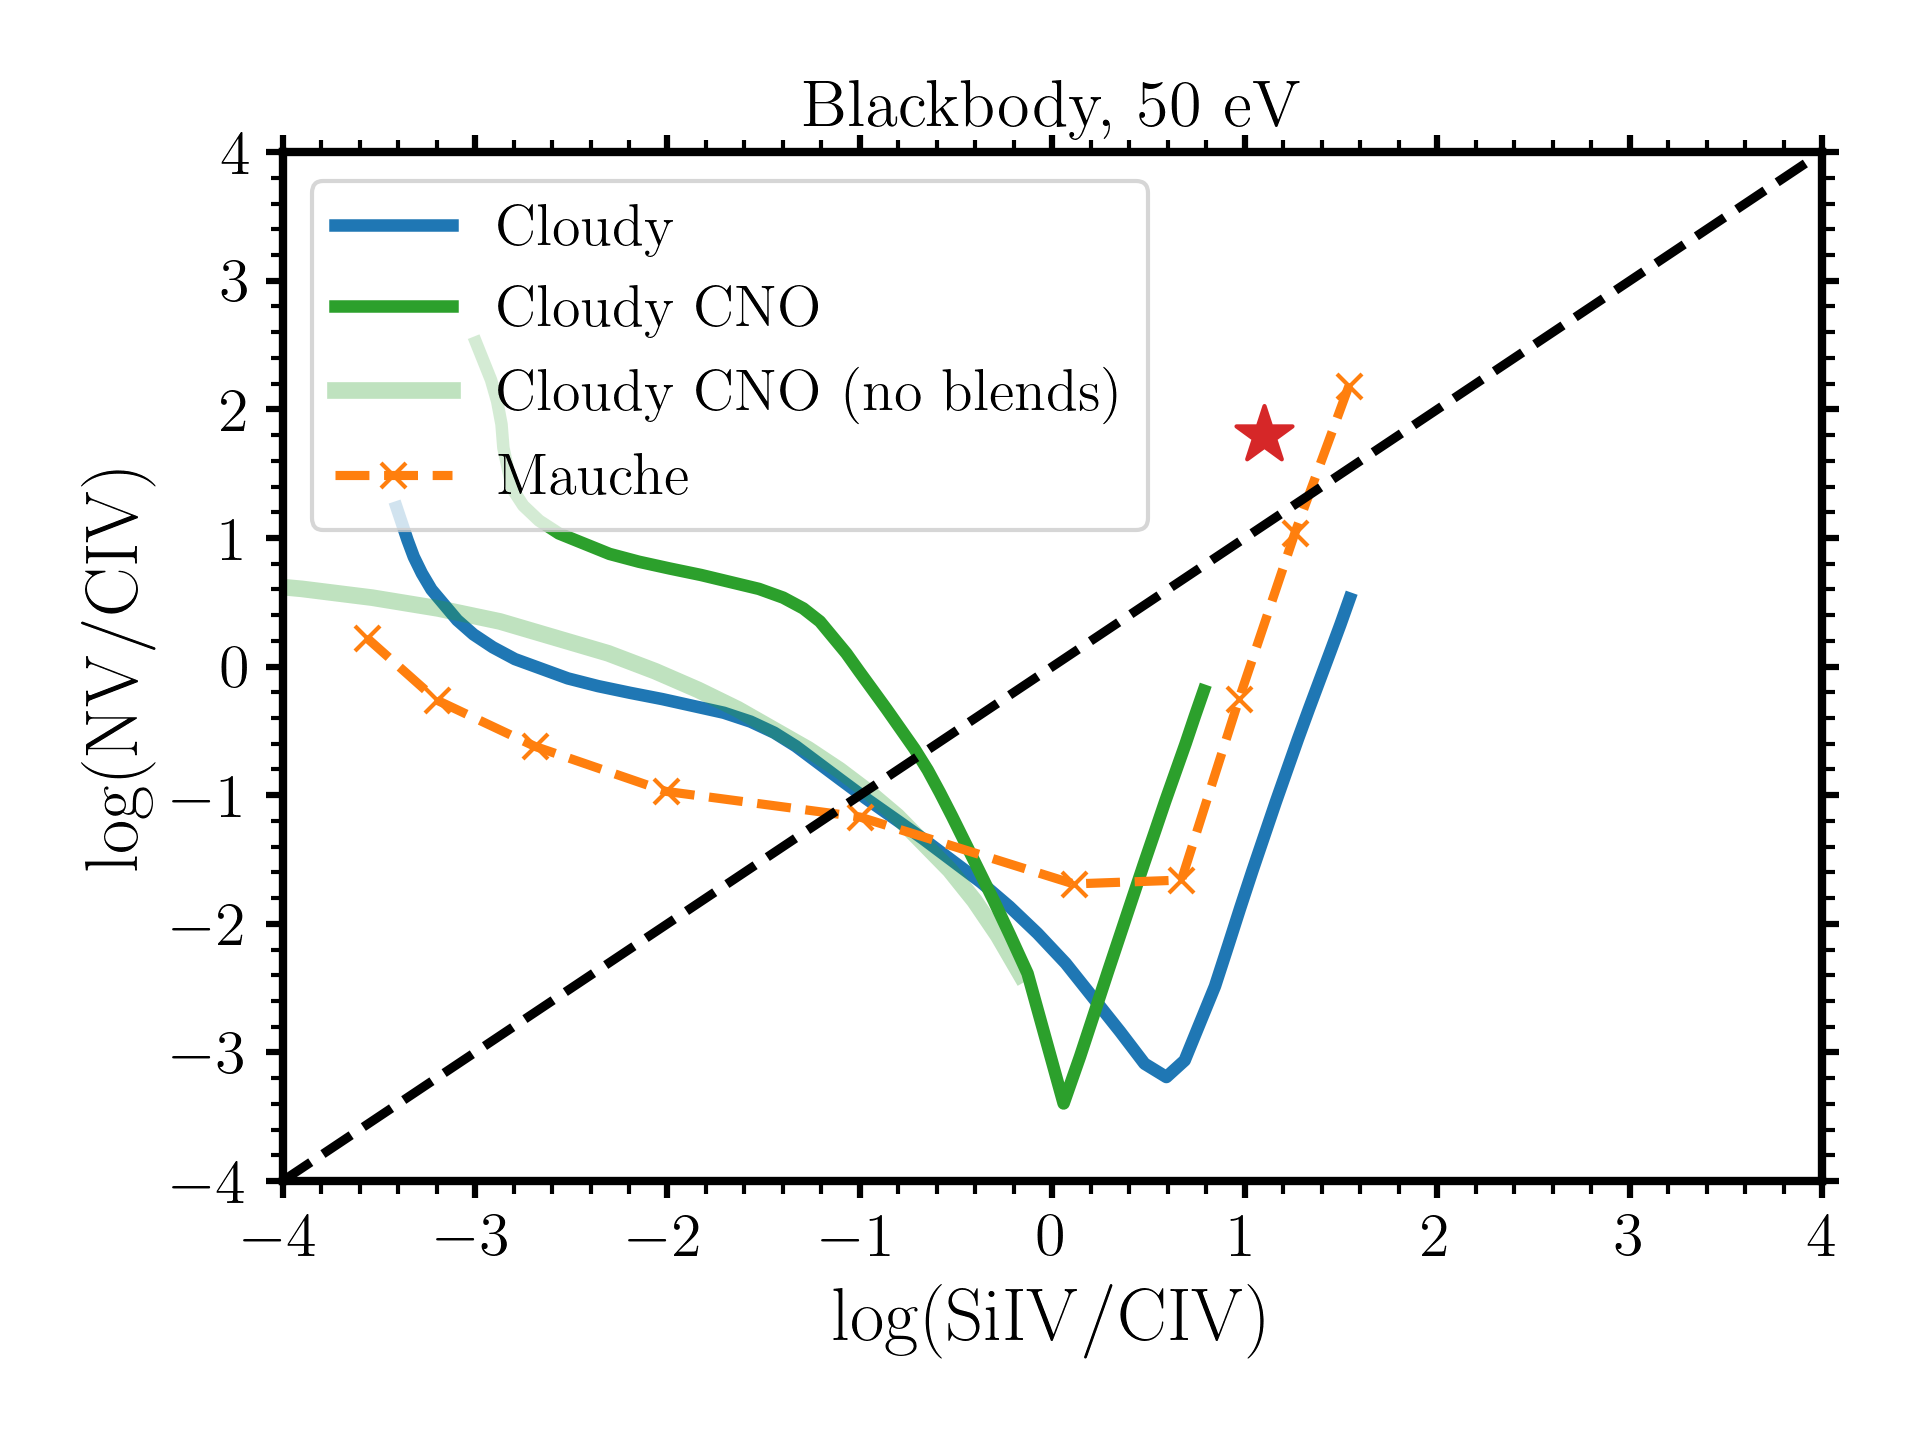 Blackbody, 50 eV
4
3
2
1
0
−1
−2
−3
−4
log(NV/CIV)
Cloudy
Cloudy CNO
Cloudy CNO (no blends)
Mauche
−4 −3 −2 −1 0 1 2 3 4
log(SiIV/CIV)